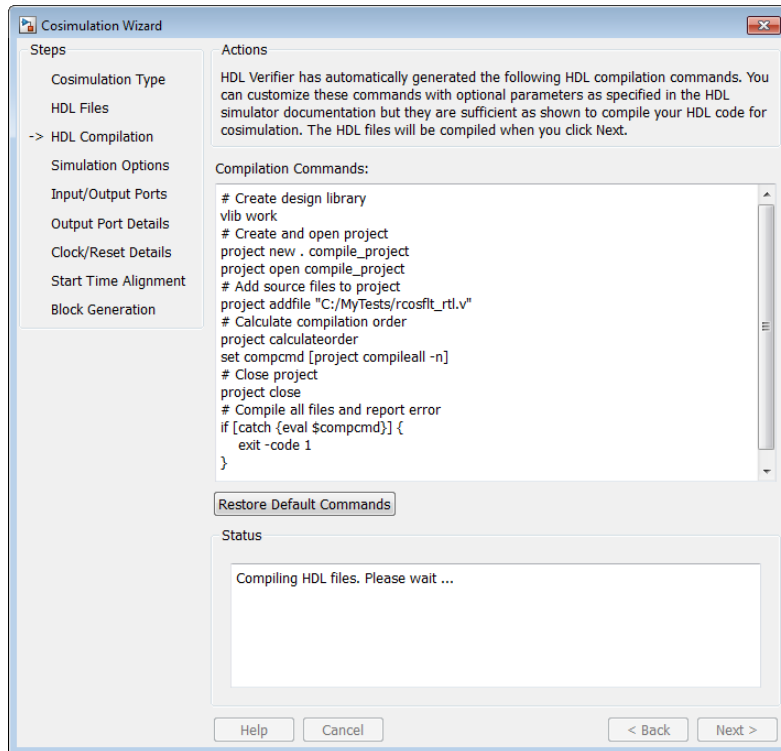 Cosimulation Wizard
Steps
Cosimulation Type
HDL Files
-> HDL Compilation
Simulation Options
Input/Output Ports
Output Port Details
Clock/Reset Details
Start Time Alignment
Block Generation
Actions
HDL Verifier has automatically generated the following HDL compilation commands. You
can customize these commands with optional parameters as specified in the HDL
simulator documentation but they are sufficient as shown to compile your HDL code for
cosimulation. The HDL files will be compiled when you click Next.
Compilation Commands:
# Create design library
vlib work
# Create and open project
project new . compile_project
project open compile_project
# Add source files to project
project addfile "C:/MyTests/rcosflt_rtl.v"
# Calculate compilation order
project calculateorder
set compcmd [project compileall -n]
# Close project
project close
# Compile all files and report error
if [catch {eval $compcmd}] {
    exit -code 1
}
Restore Default Commands
Status
Compiling HDL files. Please wait ...
Help
Cancel
< Back
Next >